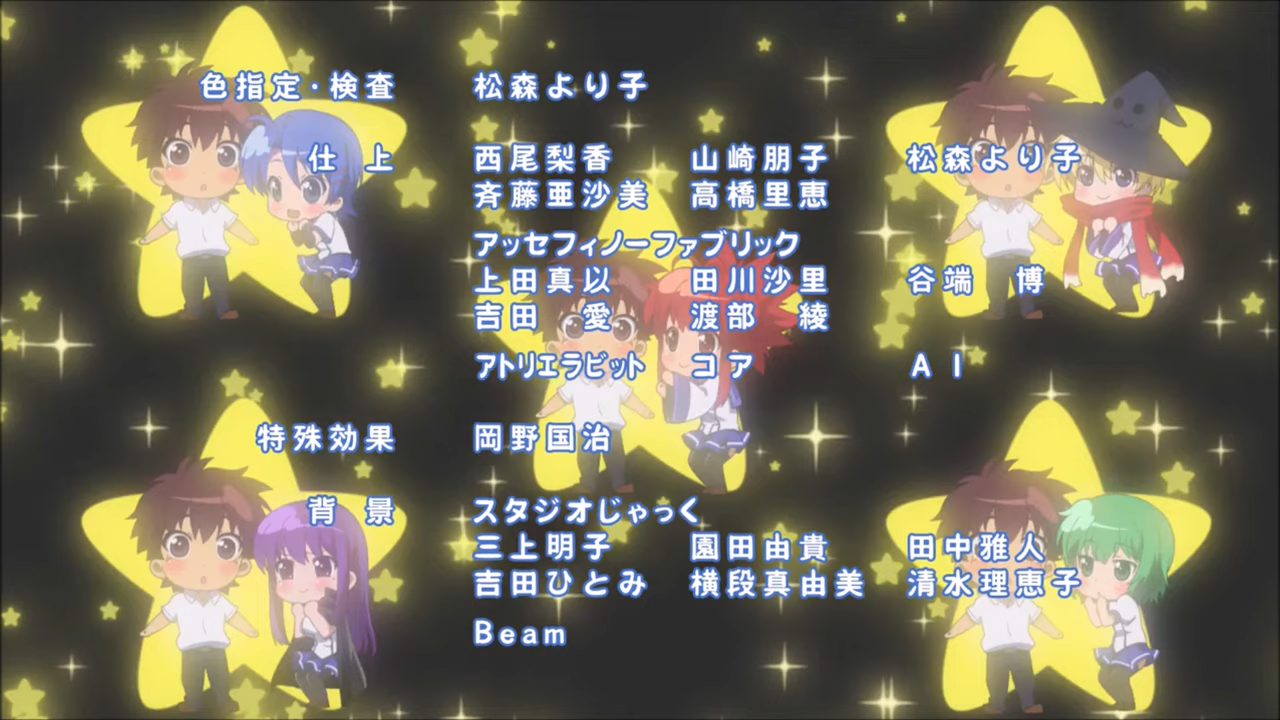 色指定・検査 松森より子
仕上 西尾梨香 山崎朋子 松森より子
斉藤亜沙美 高橋里恵
アッセフィノーファブリック
上田真以 田川沙里 谷端 博
吉田 愛 渡部 綾
アトリエラビット コア AI
特殊効果 岡野国治
背景 スタジオじゃっく
三上明子 園田由貴 田中雅人
吉田ひとみ 横段真由美 清水理恵子
Beam